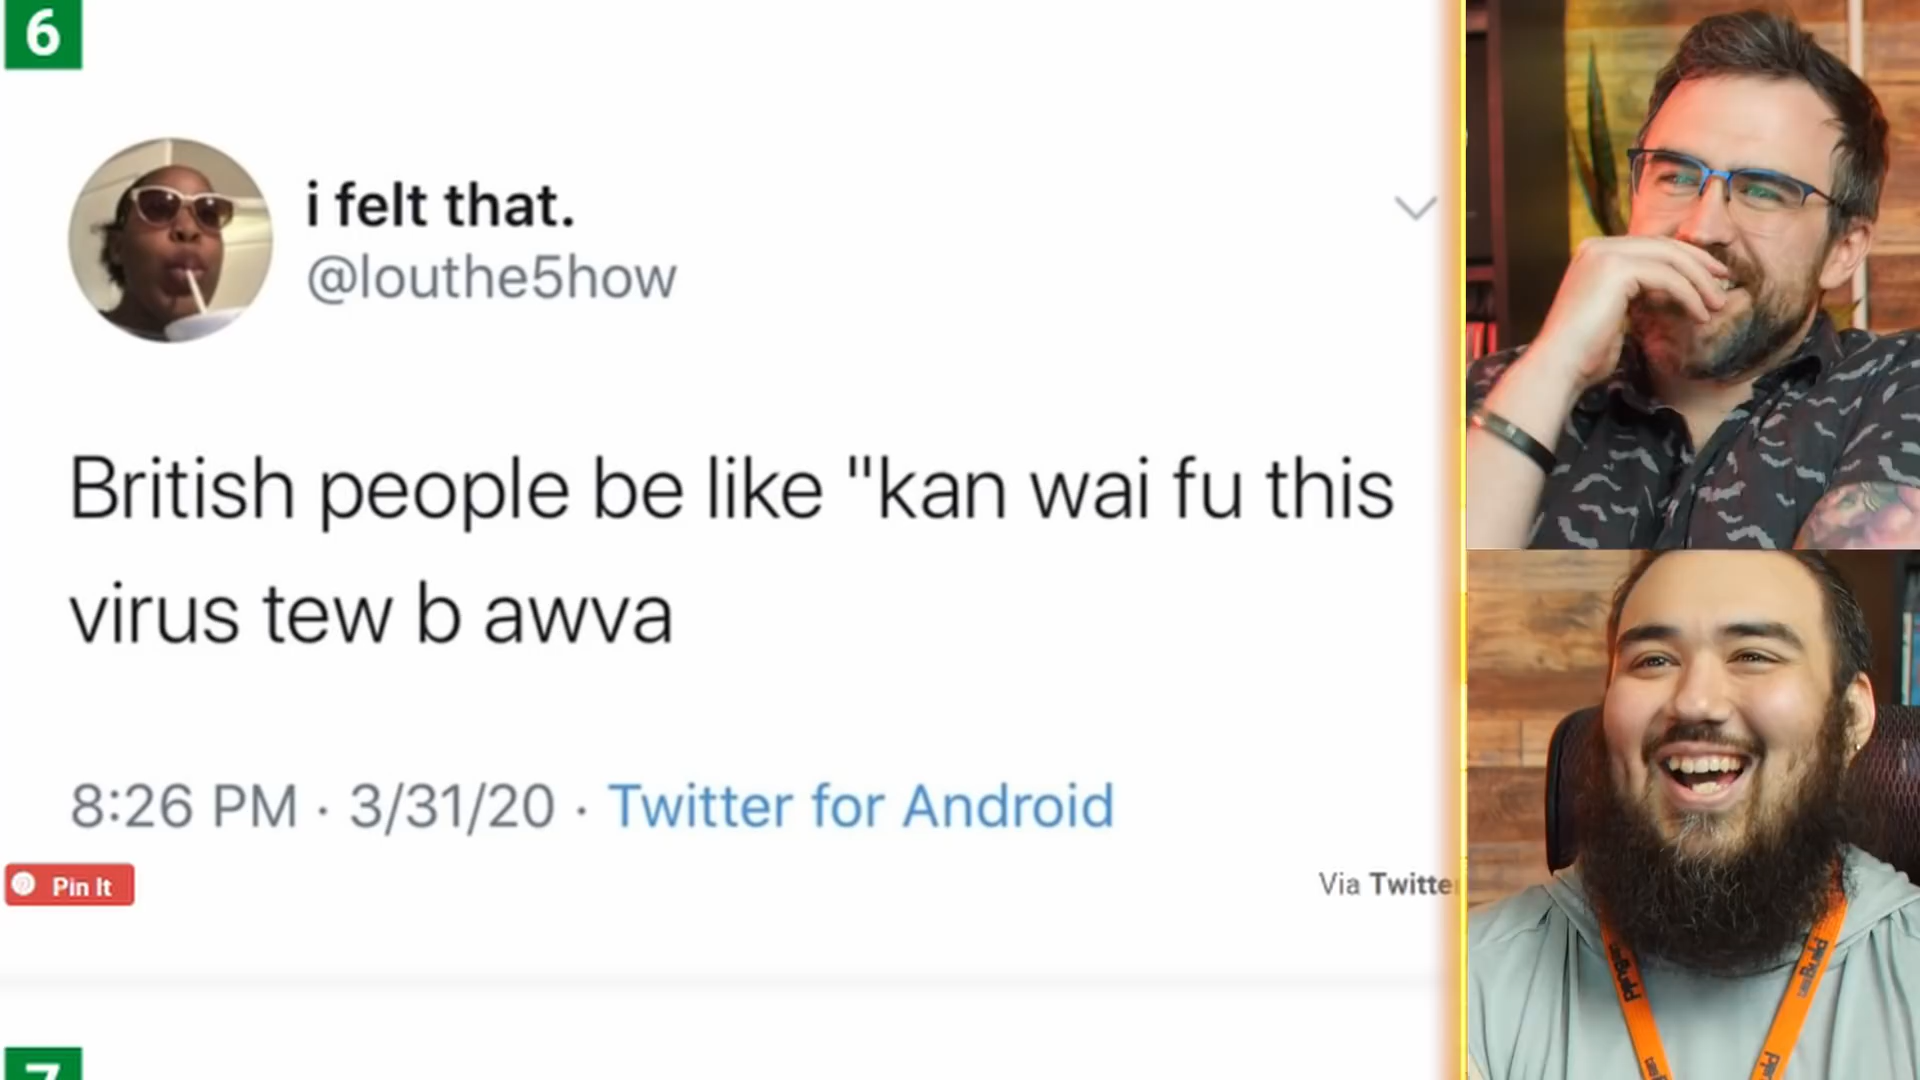 6
i felt that.
@louthe5how
British people be like "kan wai fu this
virus tew b awva
8:26 PM · 3/31/20 · Twitter for Android
Pin It
Via Twitte
7